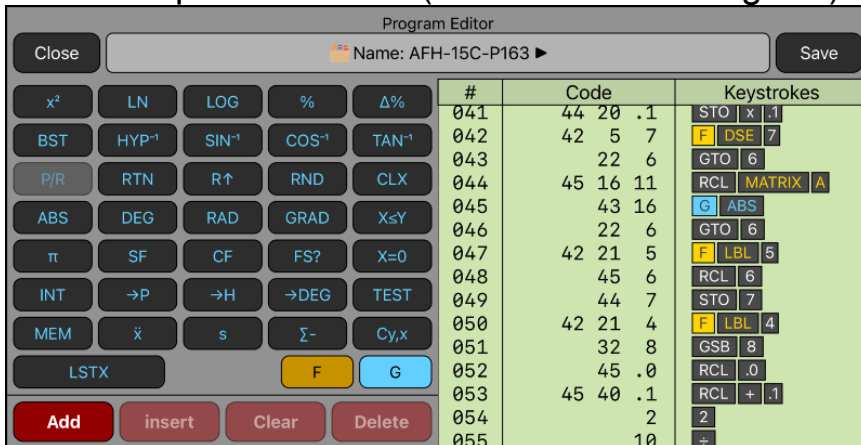 Program Editor
Close Name: AFH-15C-P163 ▶ Save
x² LN LOG % Δ%
BST HYP⁻¹ SIN⁻¹ COS⁻¹ TAN⁻¹
P/R RTN R↑ RND CLX
ABS DEG RAD GRAD X≤Y
π SF CF FS? X=0
INT →P →H →DEG TEST
MEM ẍ s ∑- Cy,x
LSTX F G
Add insert Clear Delete
# Code Keystrokes
041 44 20 .1 STO x .1
042 42 5 7 F DSE 7
043 22 6 GTO 6
044 45 16 11 RCL MATRIX A
045 43 16 G ABS
046 22 6 GTO 6
047 42 21 5 F LBL 5
048 45 6 RCL 6
049 44 7 STO 7
050 42 21 4 F LBL 4
051 32 8 GSB 8
052 45 .0 RCL .0
053 45 40 .1 RCL + .1
054 2 2
055 10 ÷